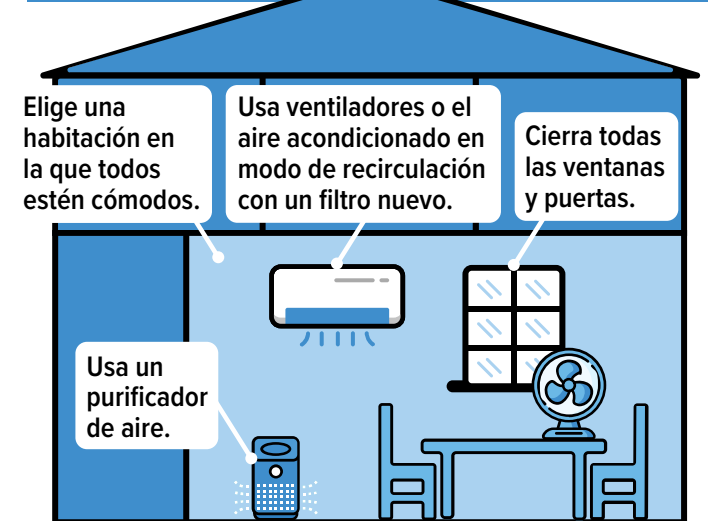 Elige una
habitación en
la que todos
estén cómodos.
Usa ventiladores o el
aire acondicionado en
modo de recirculación
con un filtro nuevo.
Cierra todas
las ventanas
y puertas.
Usa un
purificador
de aire.